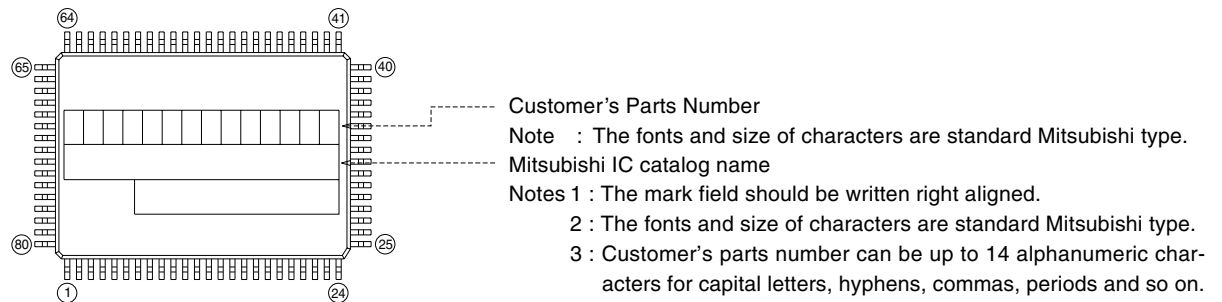 64 41
65 40
Customer's Parts Number
Note : The fonts and size of characters are standard Mitsubishi type.
Mitsubishi IC catalog name
Notes 1 : The mark field should be written right aligned.
2 : The fonts and size of characters are standard Mitsubishi type.
80 25
3 : Customer's parts number can be up to 14 alphanumeric char-
acters for capital letters, hyphens, commas, periods and so on.
1 24